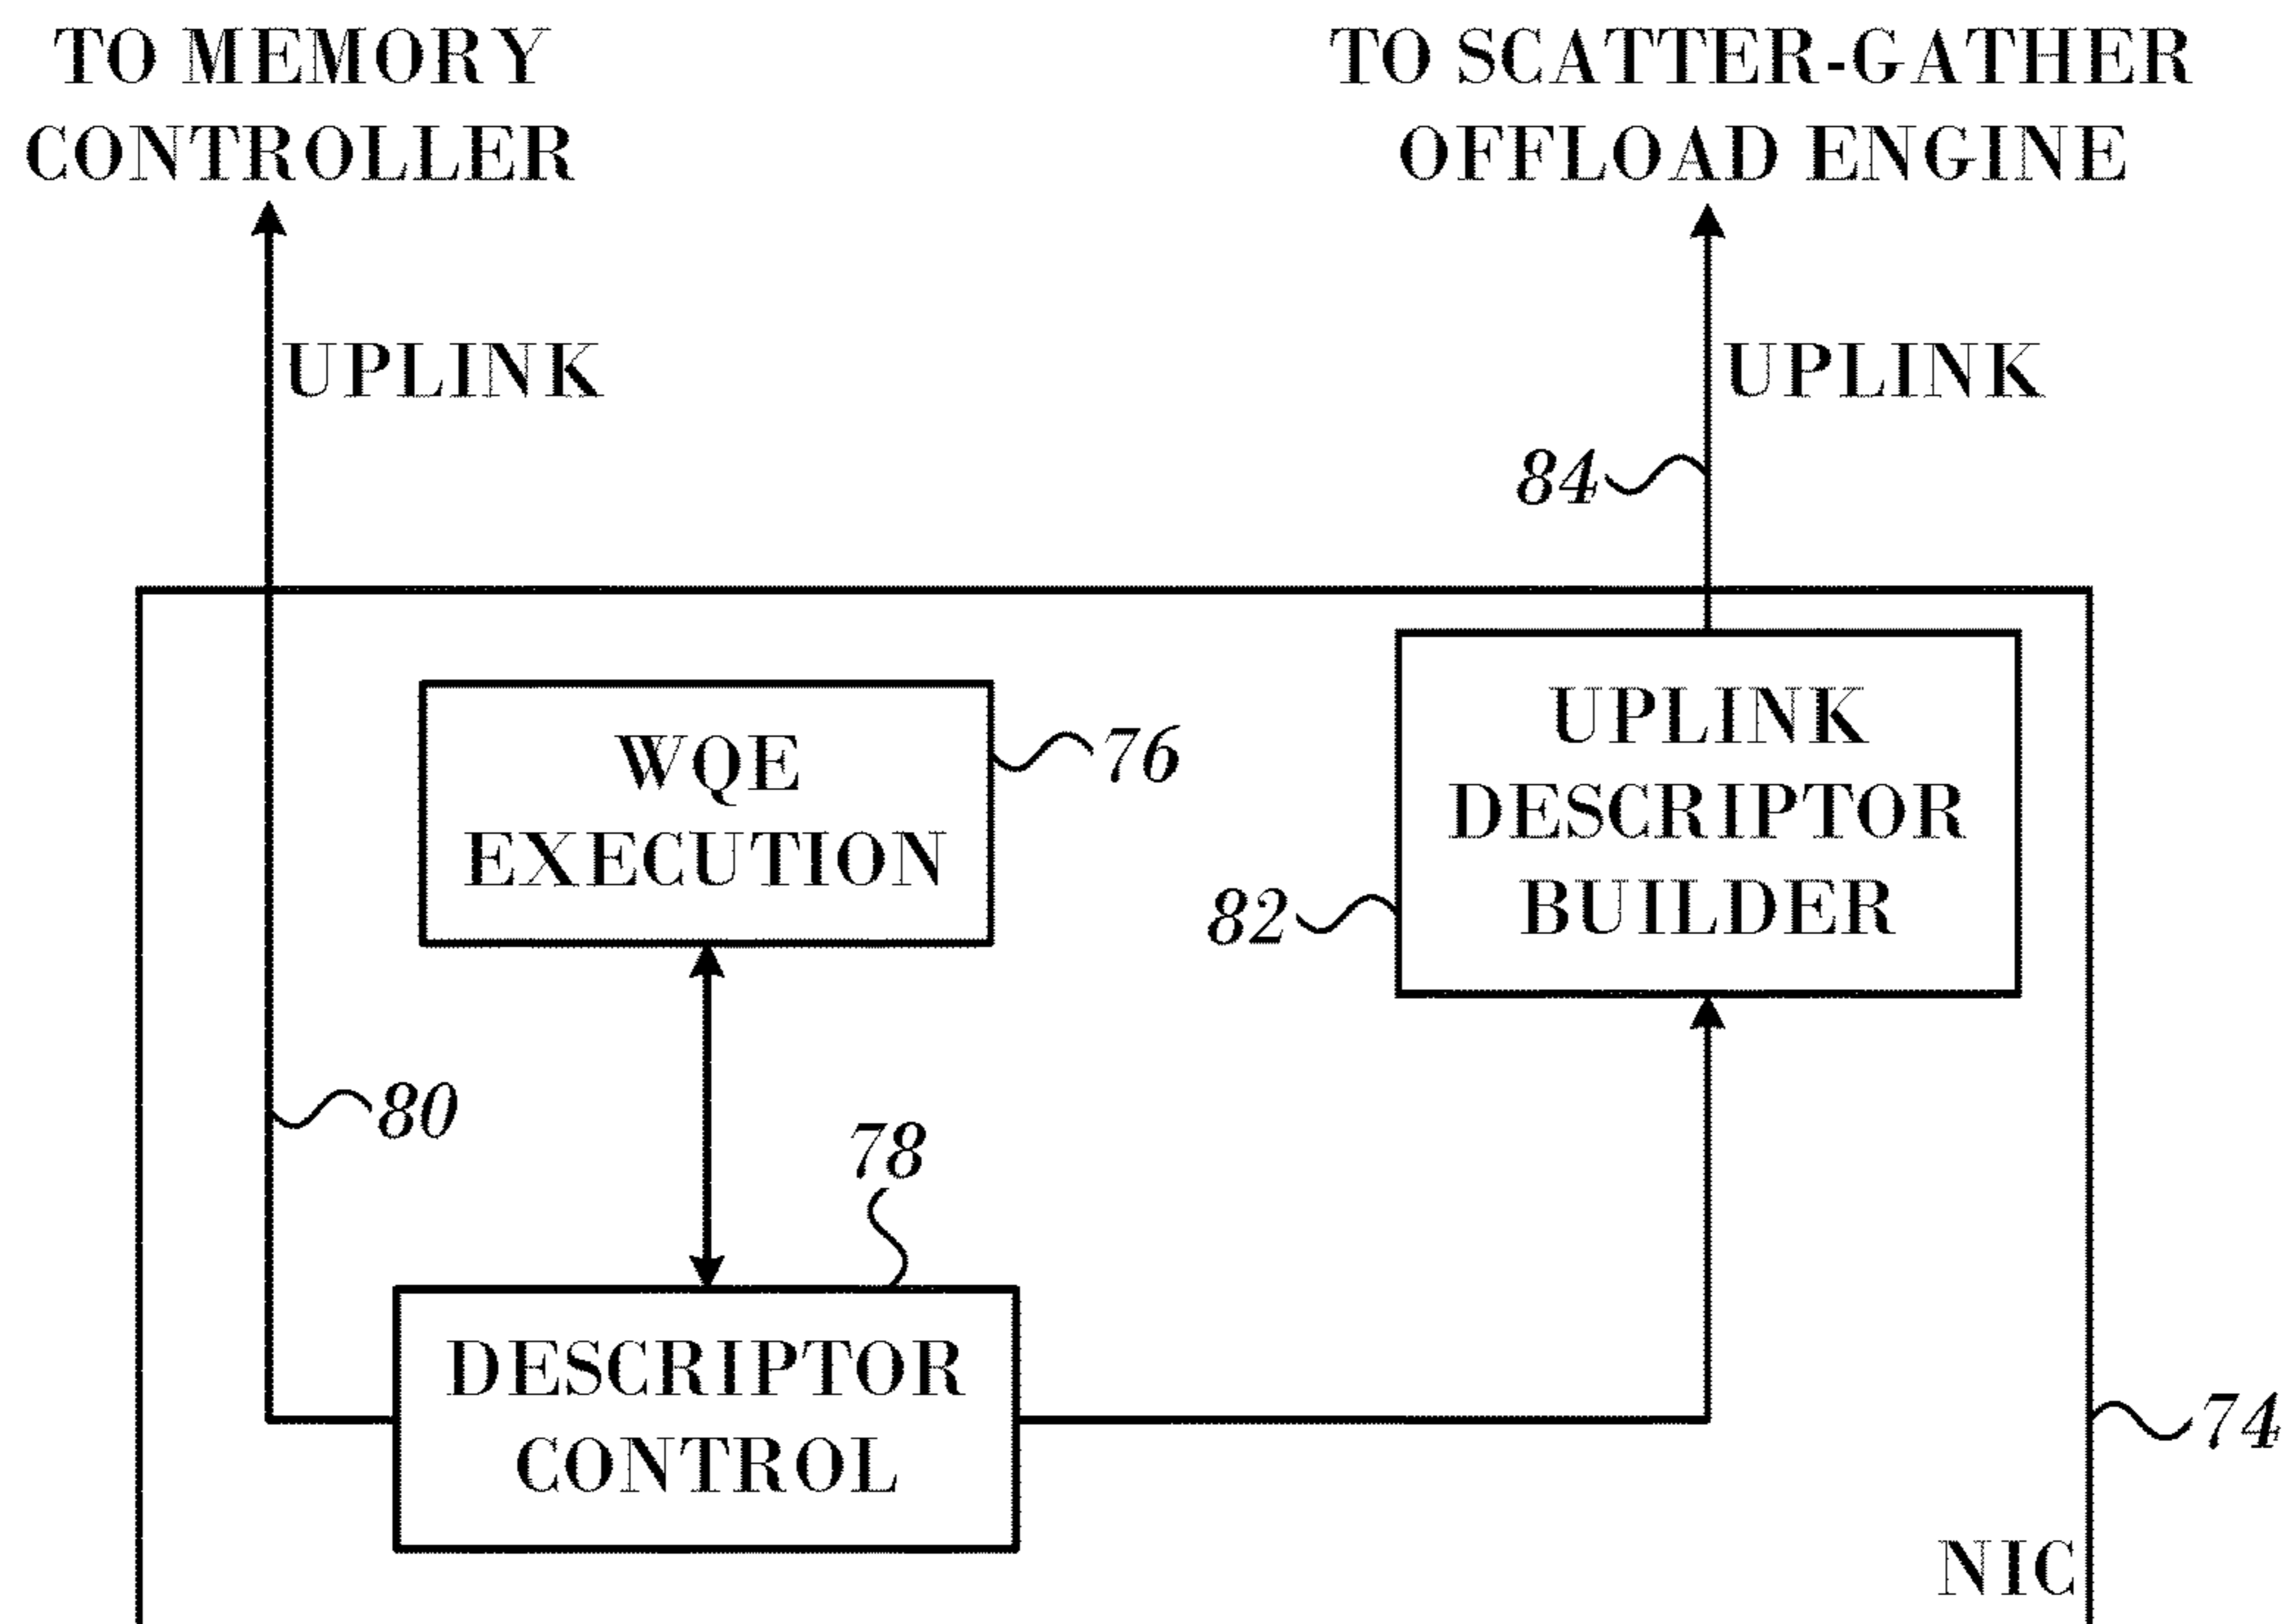 TO MEMORY
CONTROLLER
TO SCATTER-GATHER
OFFLOAD ENGINE
UPLINK
UPLINK
84
WQE
EXECUTION
76
UPLINK
DESCRIPTOR
BUILDER
82
80
78
DESCRIPTOR
CONTROL
74
NIC